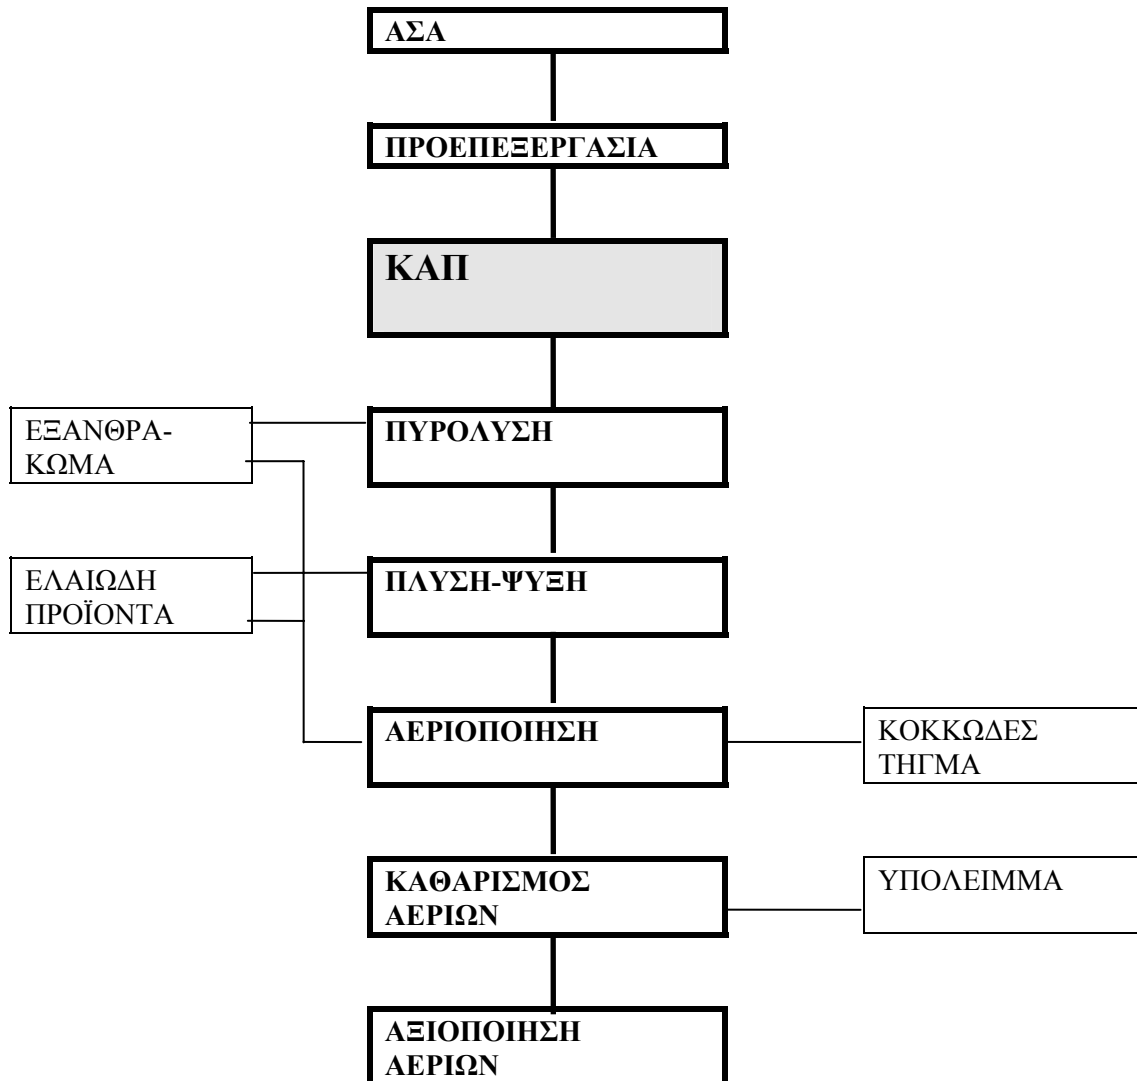 ΑΣΑ
ΠΡΟΕΠΕΞΕΡΓΑΣΙΑ
ΚΑΠ
ΕΞΑΝΘΡΑ-
ΚΩΜΑ
ΠΥΡΟΛΥΣΗ
ΕΛΑΙΩΔΗ
ΠΡΟΪΟΝΤΑ
ΠΛΥΣΗ-ΨΥΞΗ
ΑΕΡΙΟΠΟΙΗΣΗ
ΚΟΚΚΩΔΕΣ
ΤΗΓΜΑ
ΚΑΘΑΡΙΣΜΟΣ
ΑΕΡΙΩΝ
ΥΠΟΛΕΙΜΜΑ
ΑΞΙΟΠΟΙΗΣΗ
ΑΕΡΙΩΝ